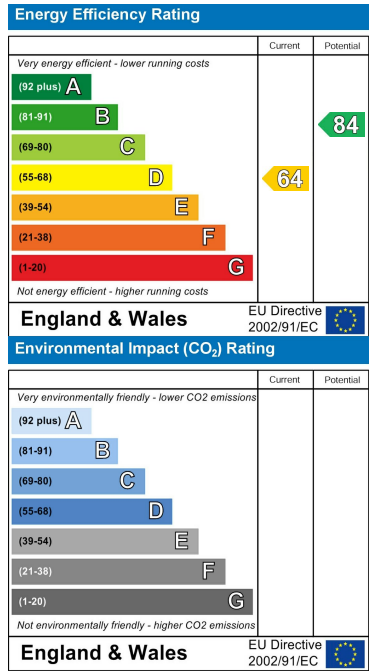 Energy Efficiency Rating
Current Potential
Very energy efficient - lower running costs
(92 plus) A
(81-91) B
84
(69-80) C
(55-68) D
64
(39-54) E
(21-38) F
(1-20) G
Not energy efficient - higher running costs
England & Wales
EU Directive
2002/91/EC
Environmental Impact (CO₂) Rating
Current Potential
Very environmentally friendly - lower CO2 emissions
(92 plus) A
(81-91) B
(69-80) C
(55-68) D
(39-54) E
(21-38) F
(1-20) G
Not environmentally friendly - higher CO2 emissions
England & Wales
EU Directive
2002/91/EC